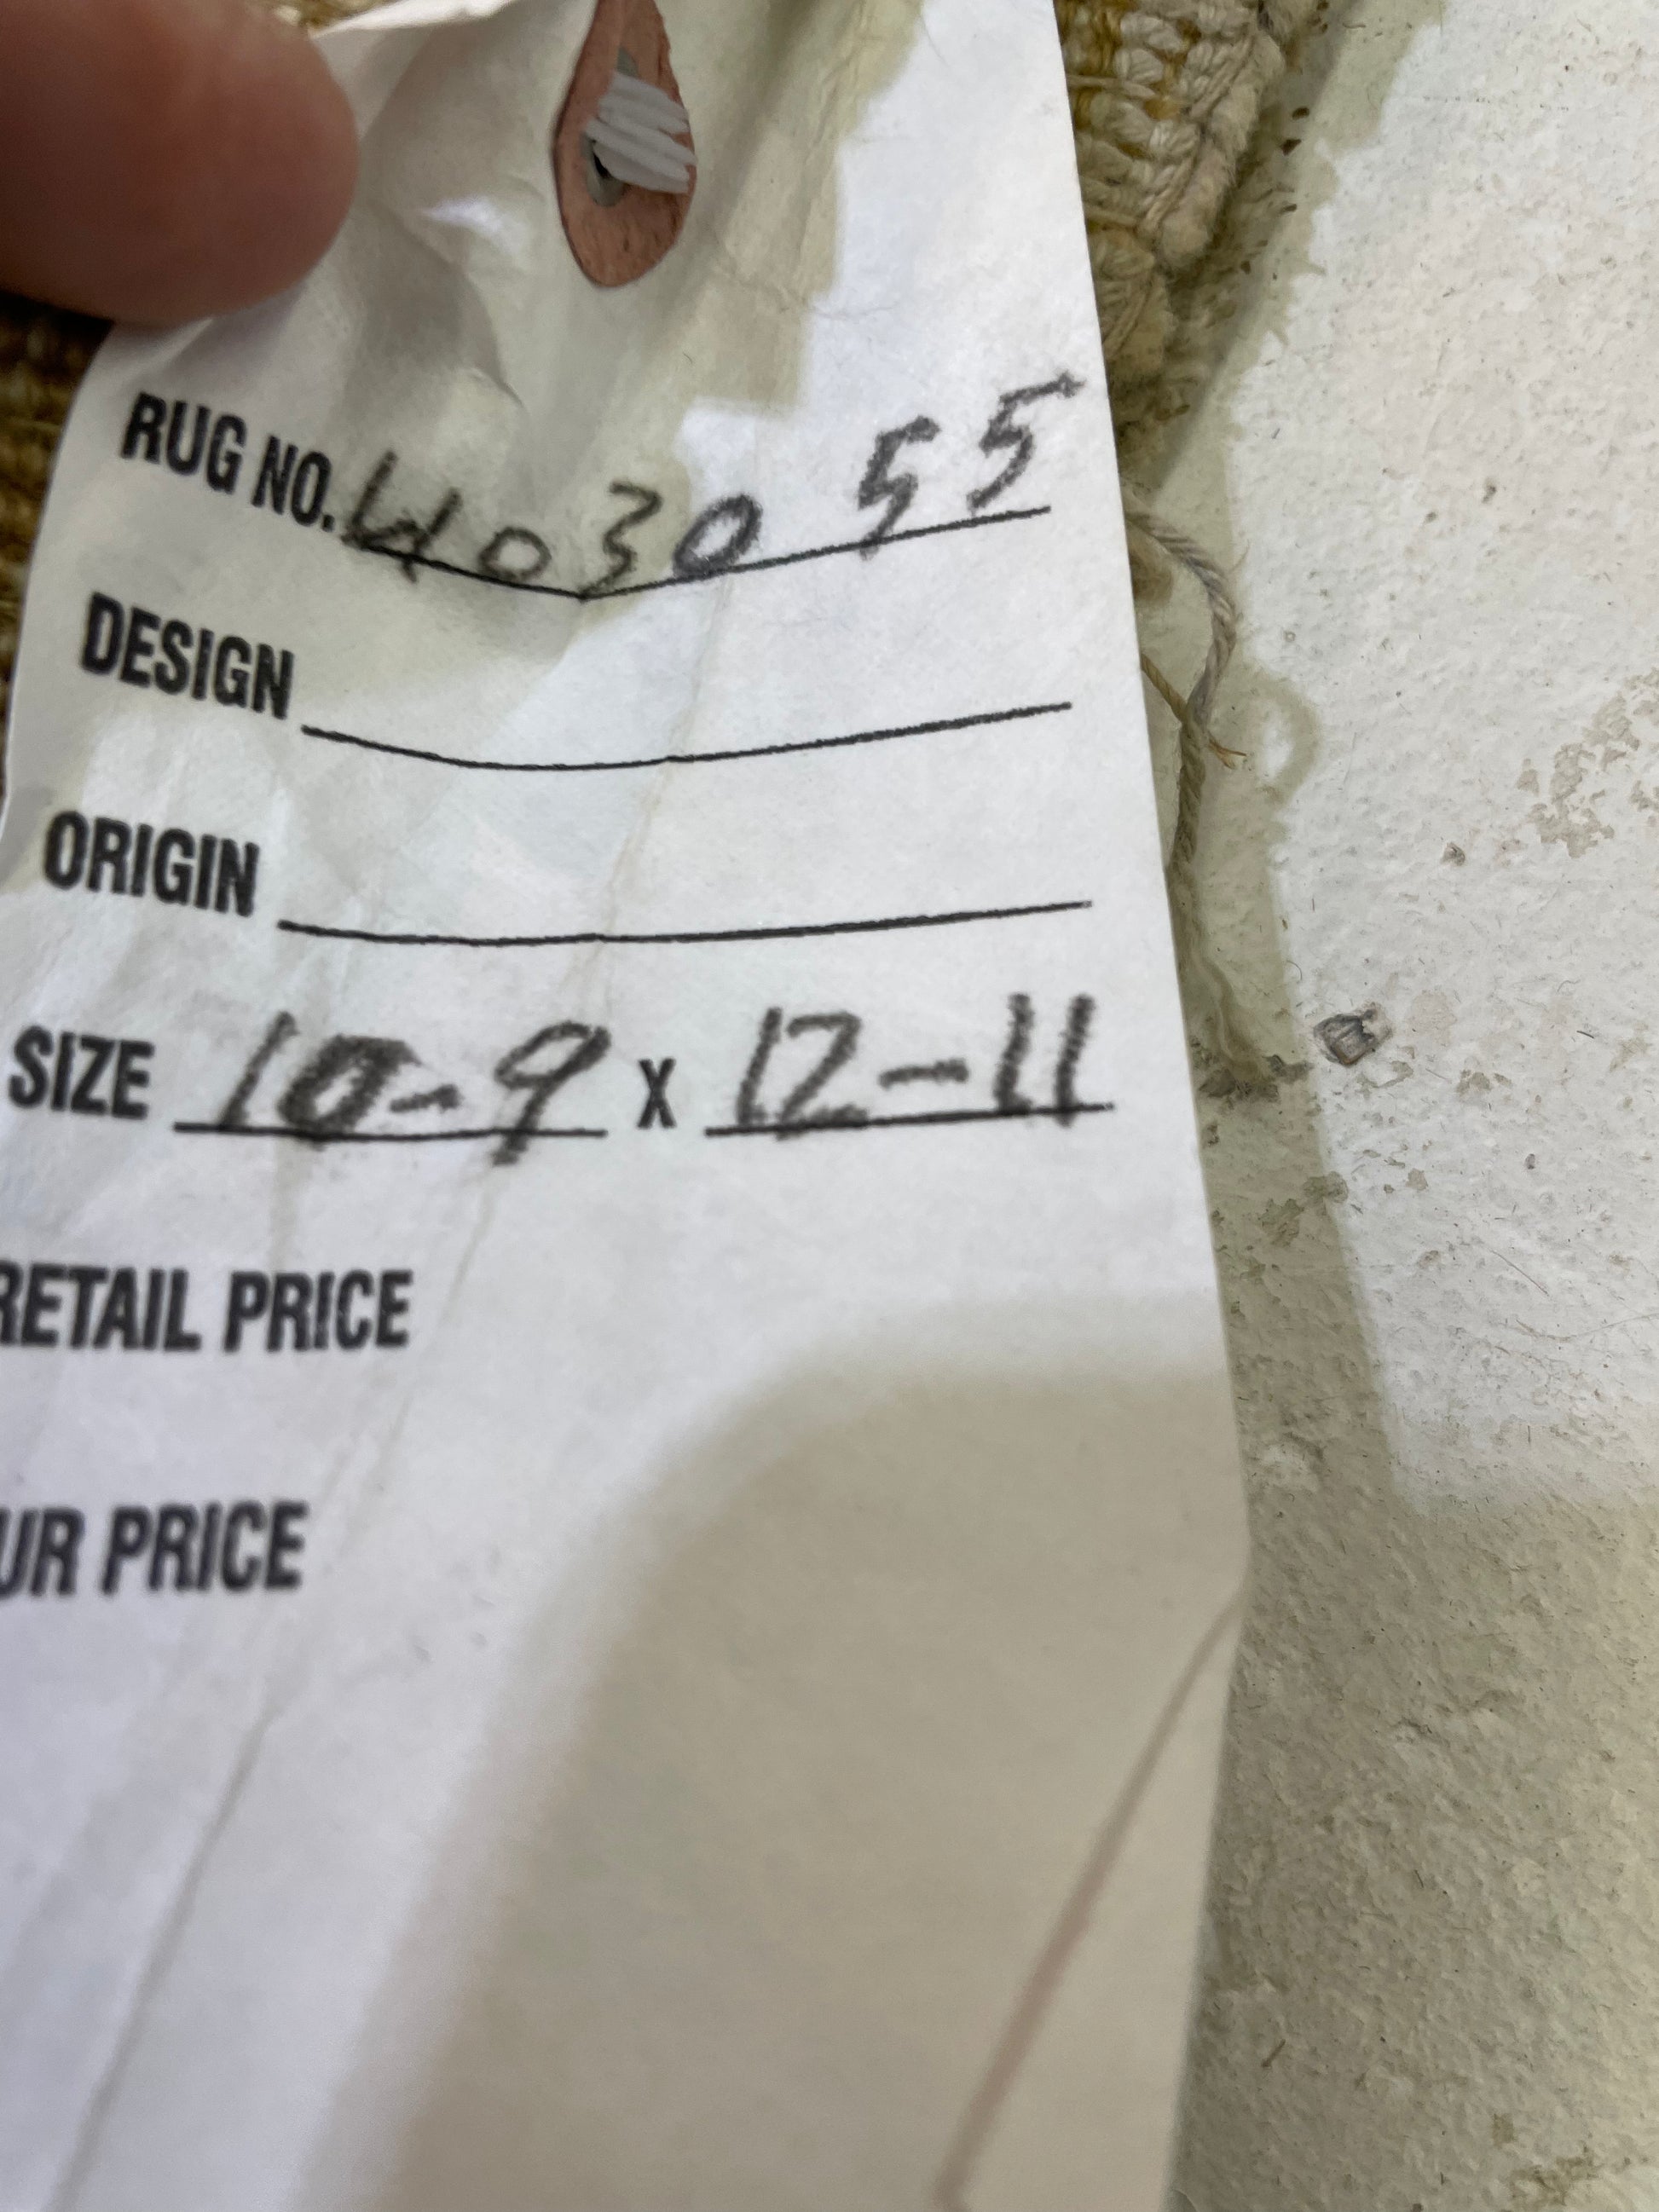 RUG NO. 403055
DESIGN
ORIGIN
SIZE 10-9 X 12-11
RETAIL PRICE
UR PRICE